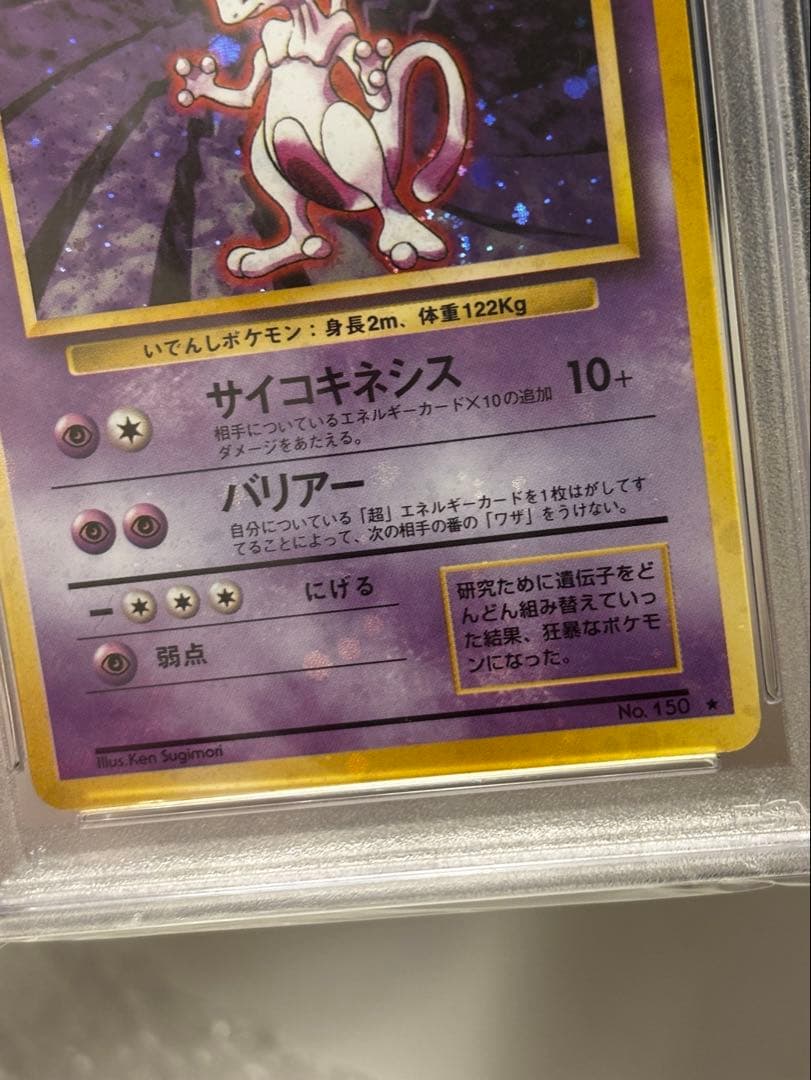 いでんしポケモン：身長2m、体重122Kg
サイコキネシス 10+
相手についているエネルギーカード×10の追加
ダメージをあたえる。
バリアー
自分についている「超」エネルギーカードを1枚はがしてす
てることによって、次の相手の番の「ワザ」をうけない。
にげる
弱点
研究ために遺伝子をど
んどん組み替えていっ
た結果、狂暴なポケモ
ンになった。
No. 150 ★
Illus.Ken Sugimori